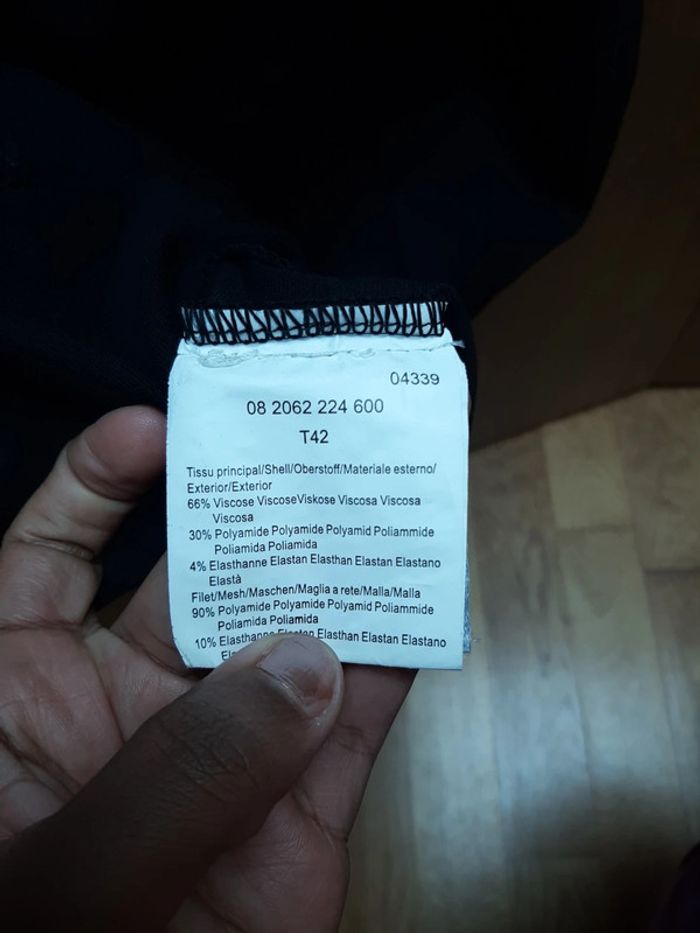 04339
08 2062 224 600
T42
Tissu principal/Shell/Oberstoff/Materiale esterno/
Exterior/Exterior
66% Viscose ViscoseViskose Viscosa Viscosa
Viscosa
30% Polyamide Polyamide Polyamid Poliammide
Poliamida Poliamida
4% Elasthanne Elastan Elasthan Elastan Elastano
Elastà
Filet/Mesh/Maschen/Maglia a rete/Malla/Malla
90% Polyamide Polyamide Polyamid Poliammide
Poliamida Poliamida
10% Elasthanne Elastan Elasthan Elastan Elastano